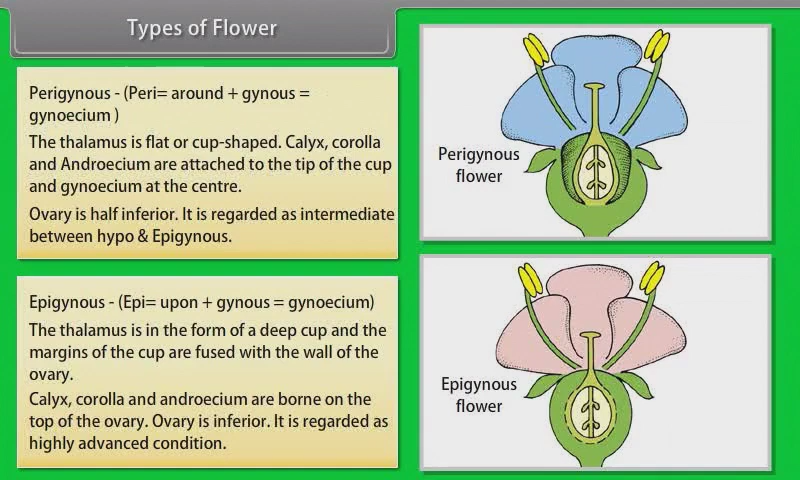 Types of Flower
Perigynous - (Peri= around + gynous =
gynoecium )
The thalamus is flat or cup-shaped. Calyx, corolla
and Androecium are attached to the tip of the cup
and gynoecium at the centre.
Ovary is half inferior. It is regarded as intermediate
between hypo & Epigynous.
Perigynous
flower
Epigynous - (Epi= upon + gynous = gynoecium)
The thalamus is in the form of a deep cup and the
margins of the cup are fused with the wall of the
ovary.
Calyx, corolla and androecium are borne on the
top of the ovary. Ovary is inferior. It is regarded as
highly advanced condition.
Epigynous
flower